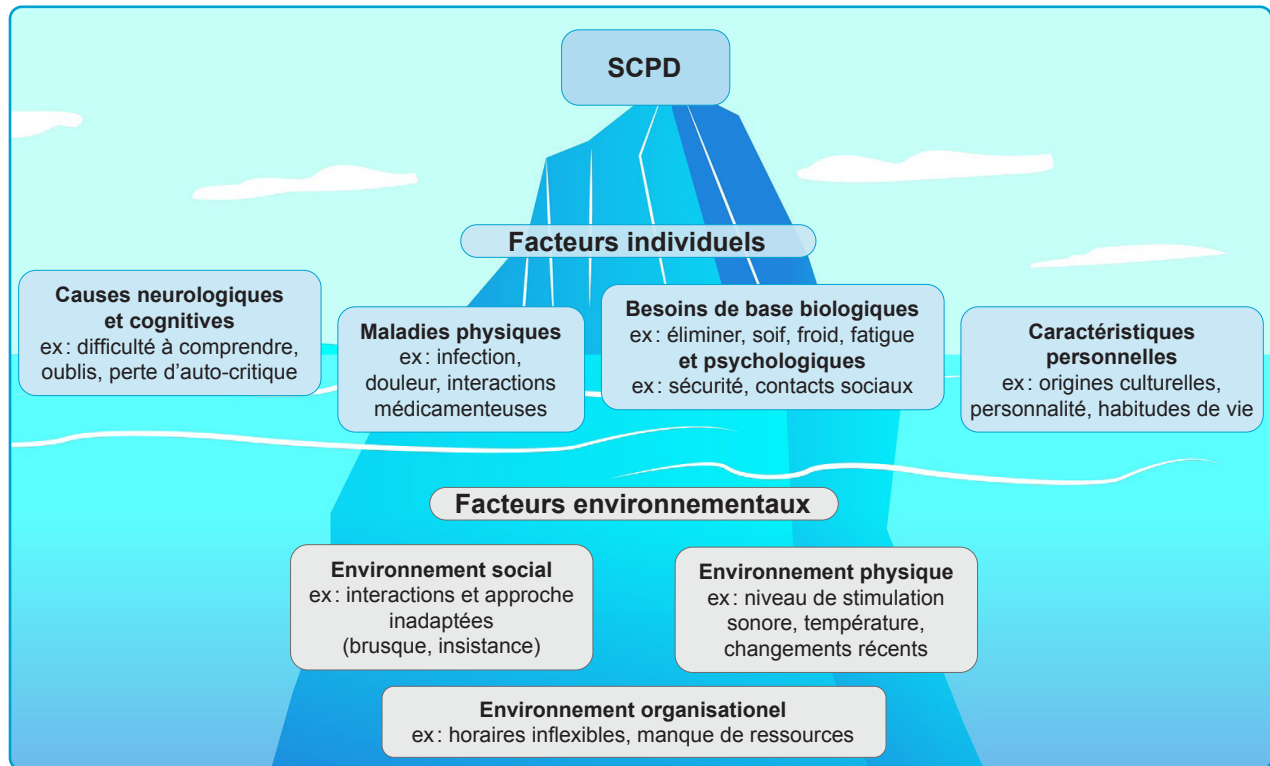 SCPD
Facteurs individuels
Causes neurologiques
et cognitives
ex : difficulté à comprendre,
oublis, perte d’auto-critique
Maladies physiques
ex : infection,
douleur, interactions
médicamenteuses
Besoins de base biologiques
ex : éliminer, soif, froid, fatigue
et psychologiques
ex : sécurité, contacts sociaux
Caractéristiques
personnelles
ex : origines culturelles,
personnalité, habitudes de vie
Facteurs environnementaux
Environnement social
ex : interactions et approche
inadaptées
(brusque, insistance)
Environnement physique
ex : niveau de stimulation
sonore, température,
changements récents
Environnement organisationel
ex : horaires inflexibles, manque de ressources